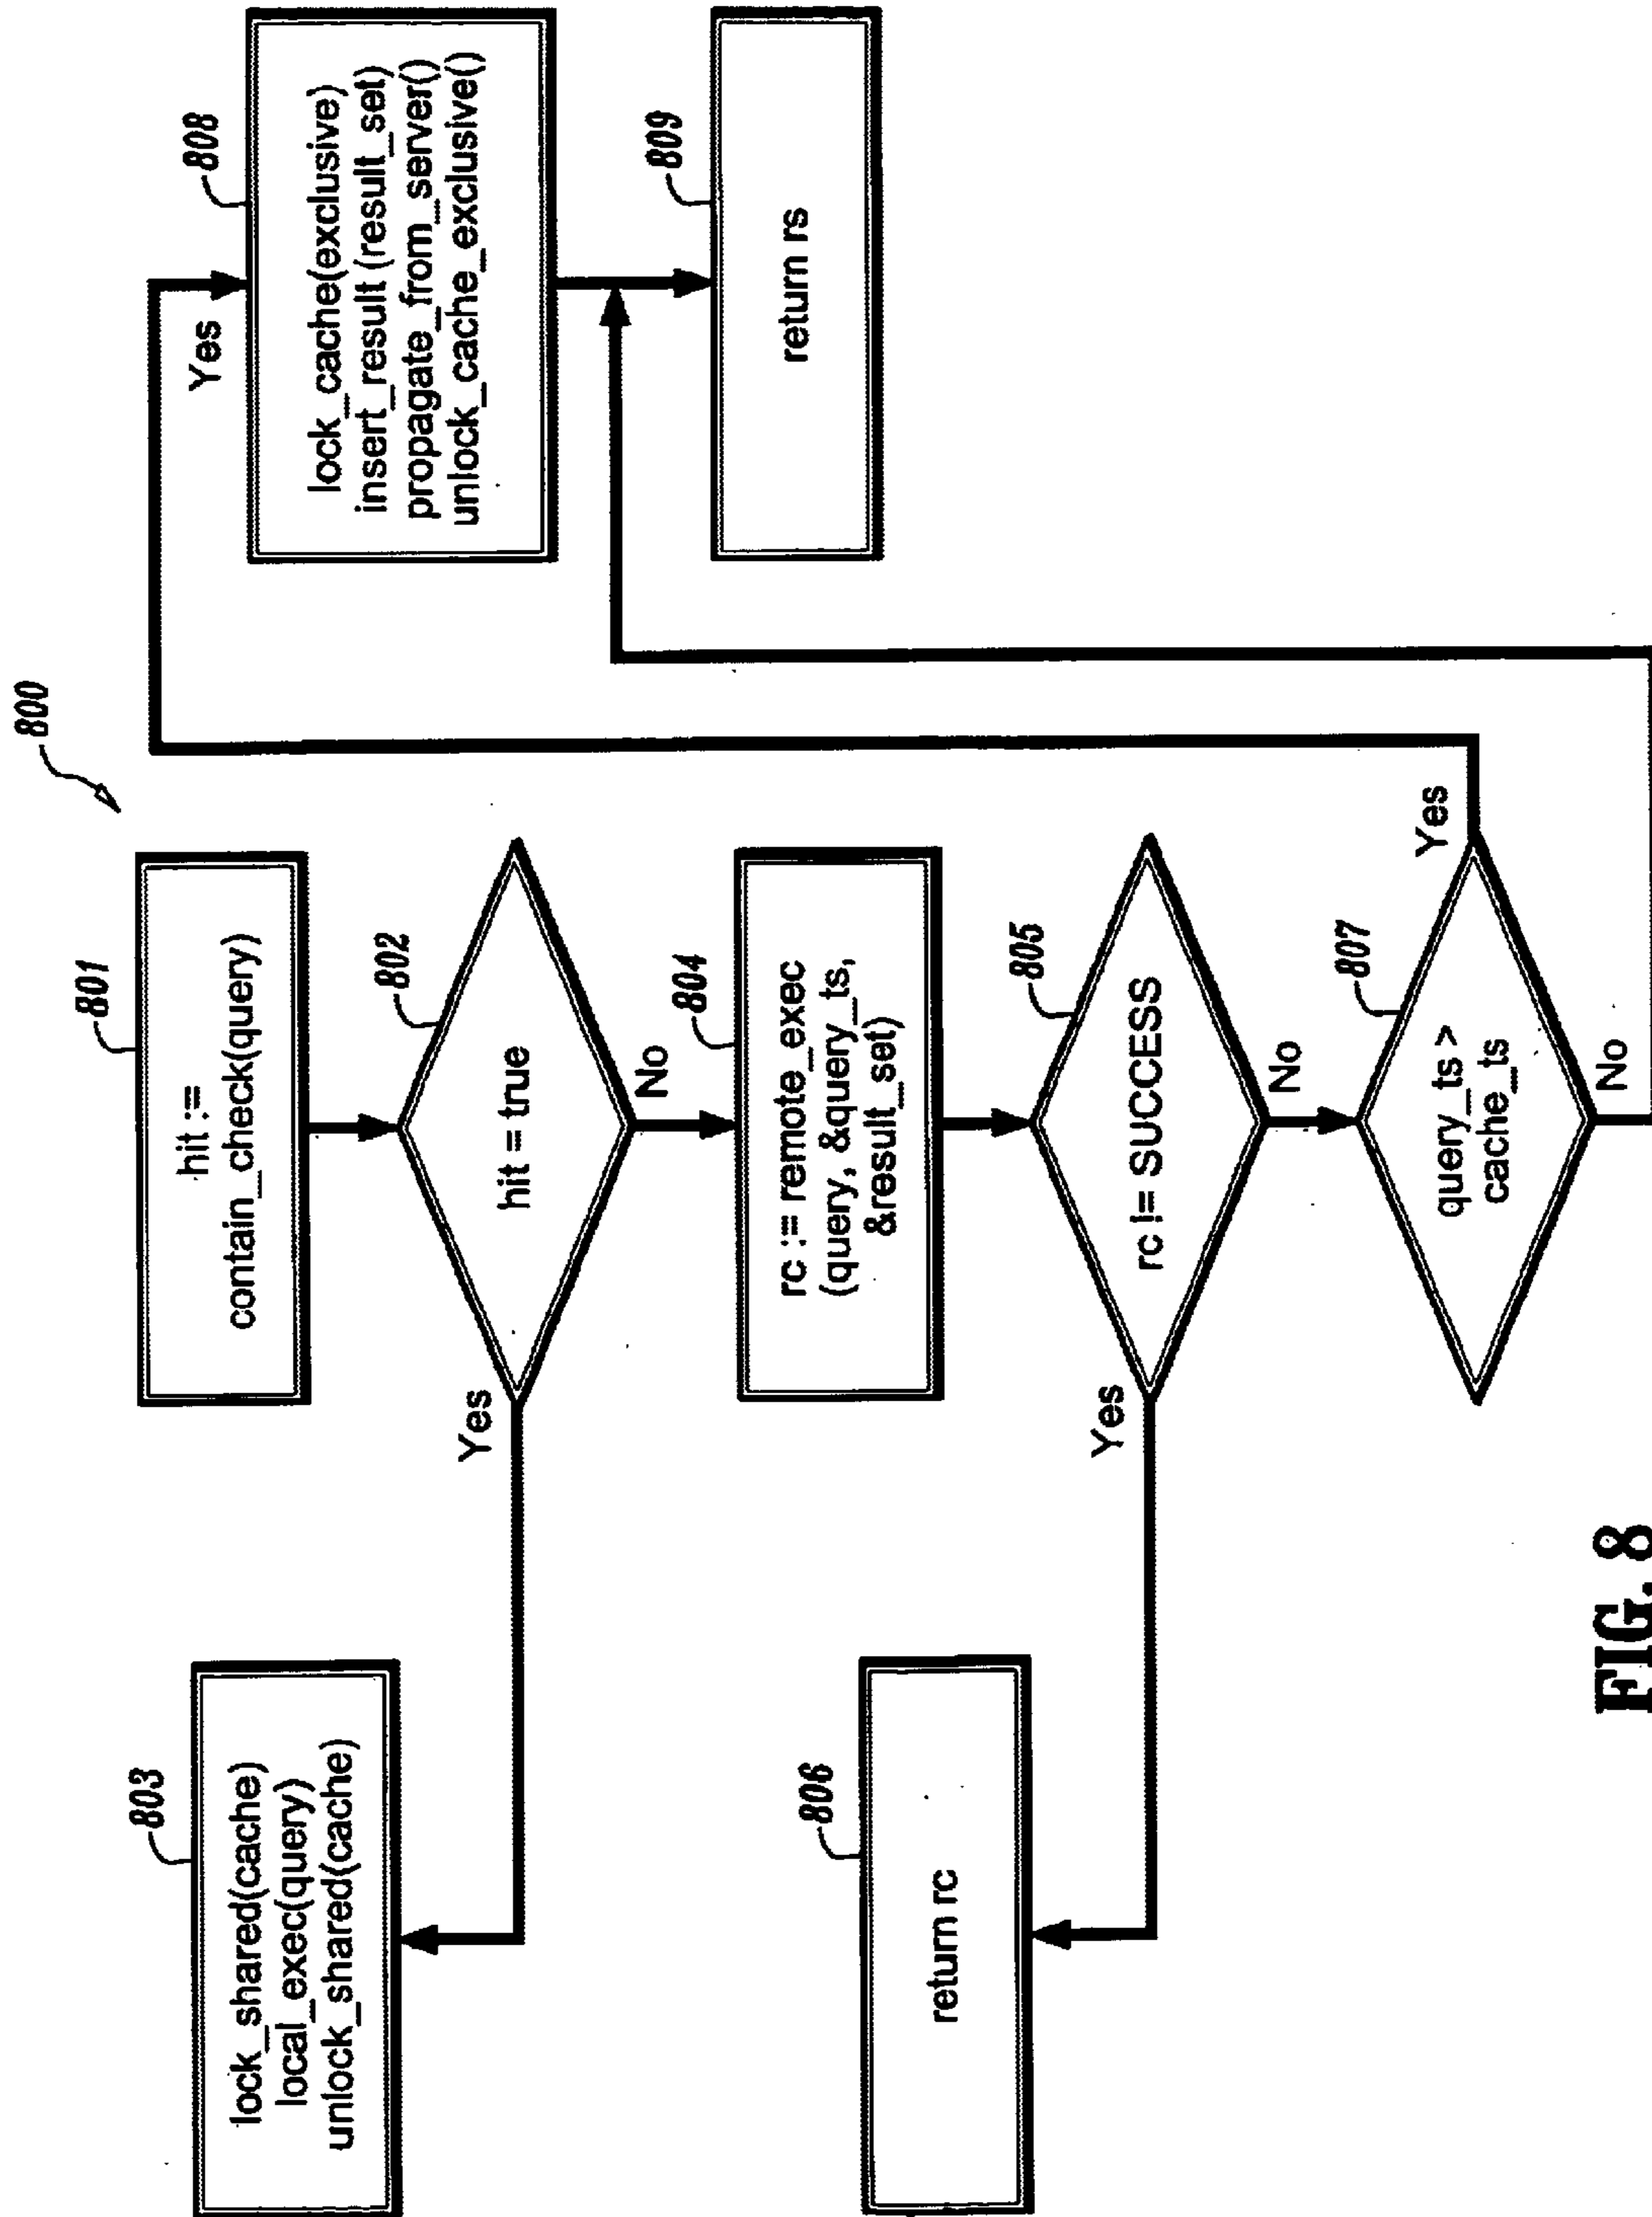 800
801
hit :=
contain_check(query)
802
hit = true
Yes
No
803
lock_shared(cache)
local_exec(query)
unlock_shared(cache)
804
rc := remote_exec
(query, &query_ts,
&result_set)
805
rc != SUCCESS
Yes
No
806
return rc
807
query_ts >
cache_ts
Yes
No
Yes
808
lock_cache(exclusive)
insert_result (result_set)
propagate_from_server()
unlock_cache_exclusive()
809
return rs
FIG. 8